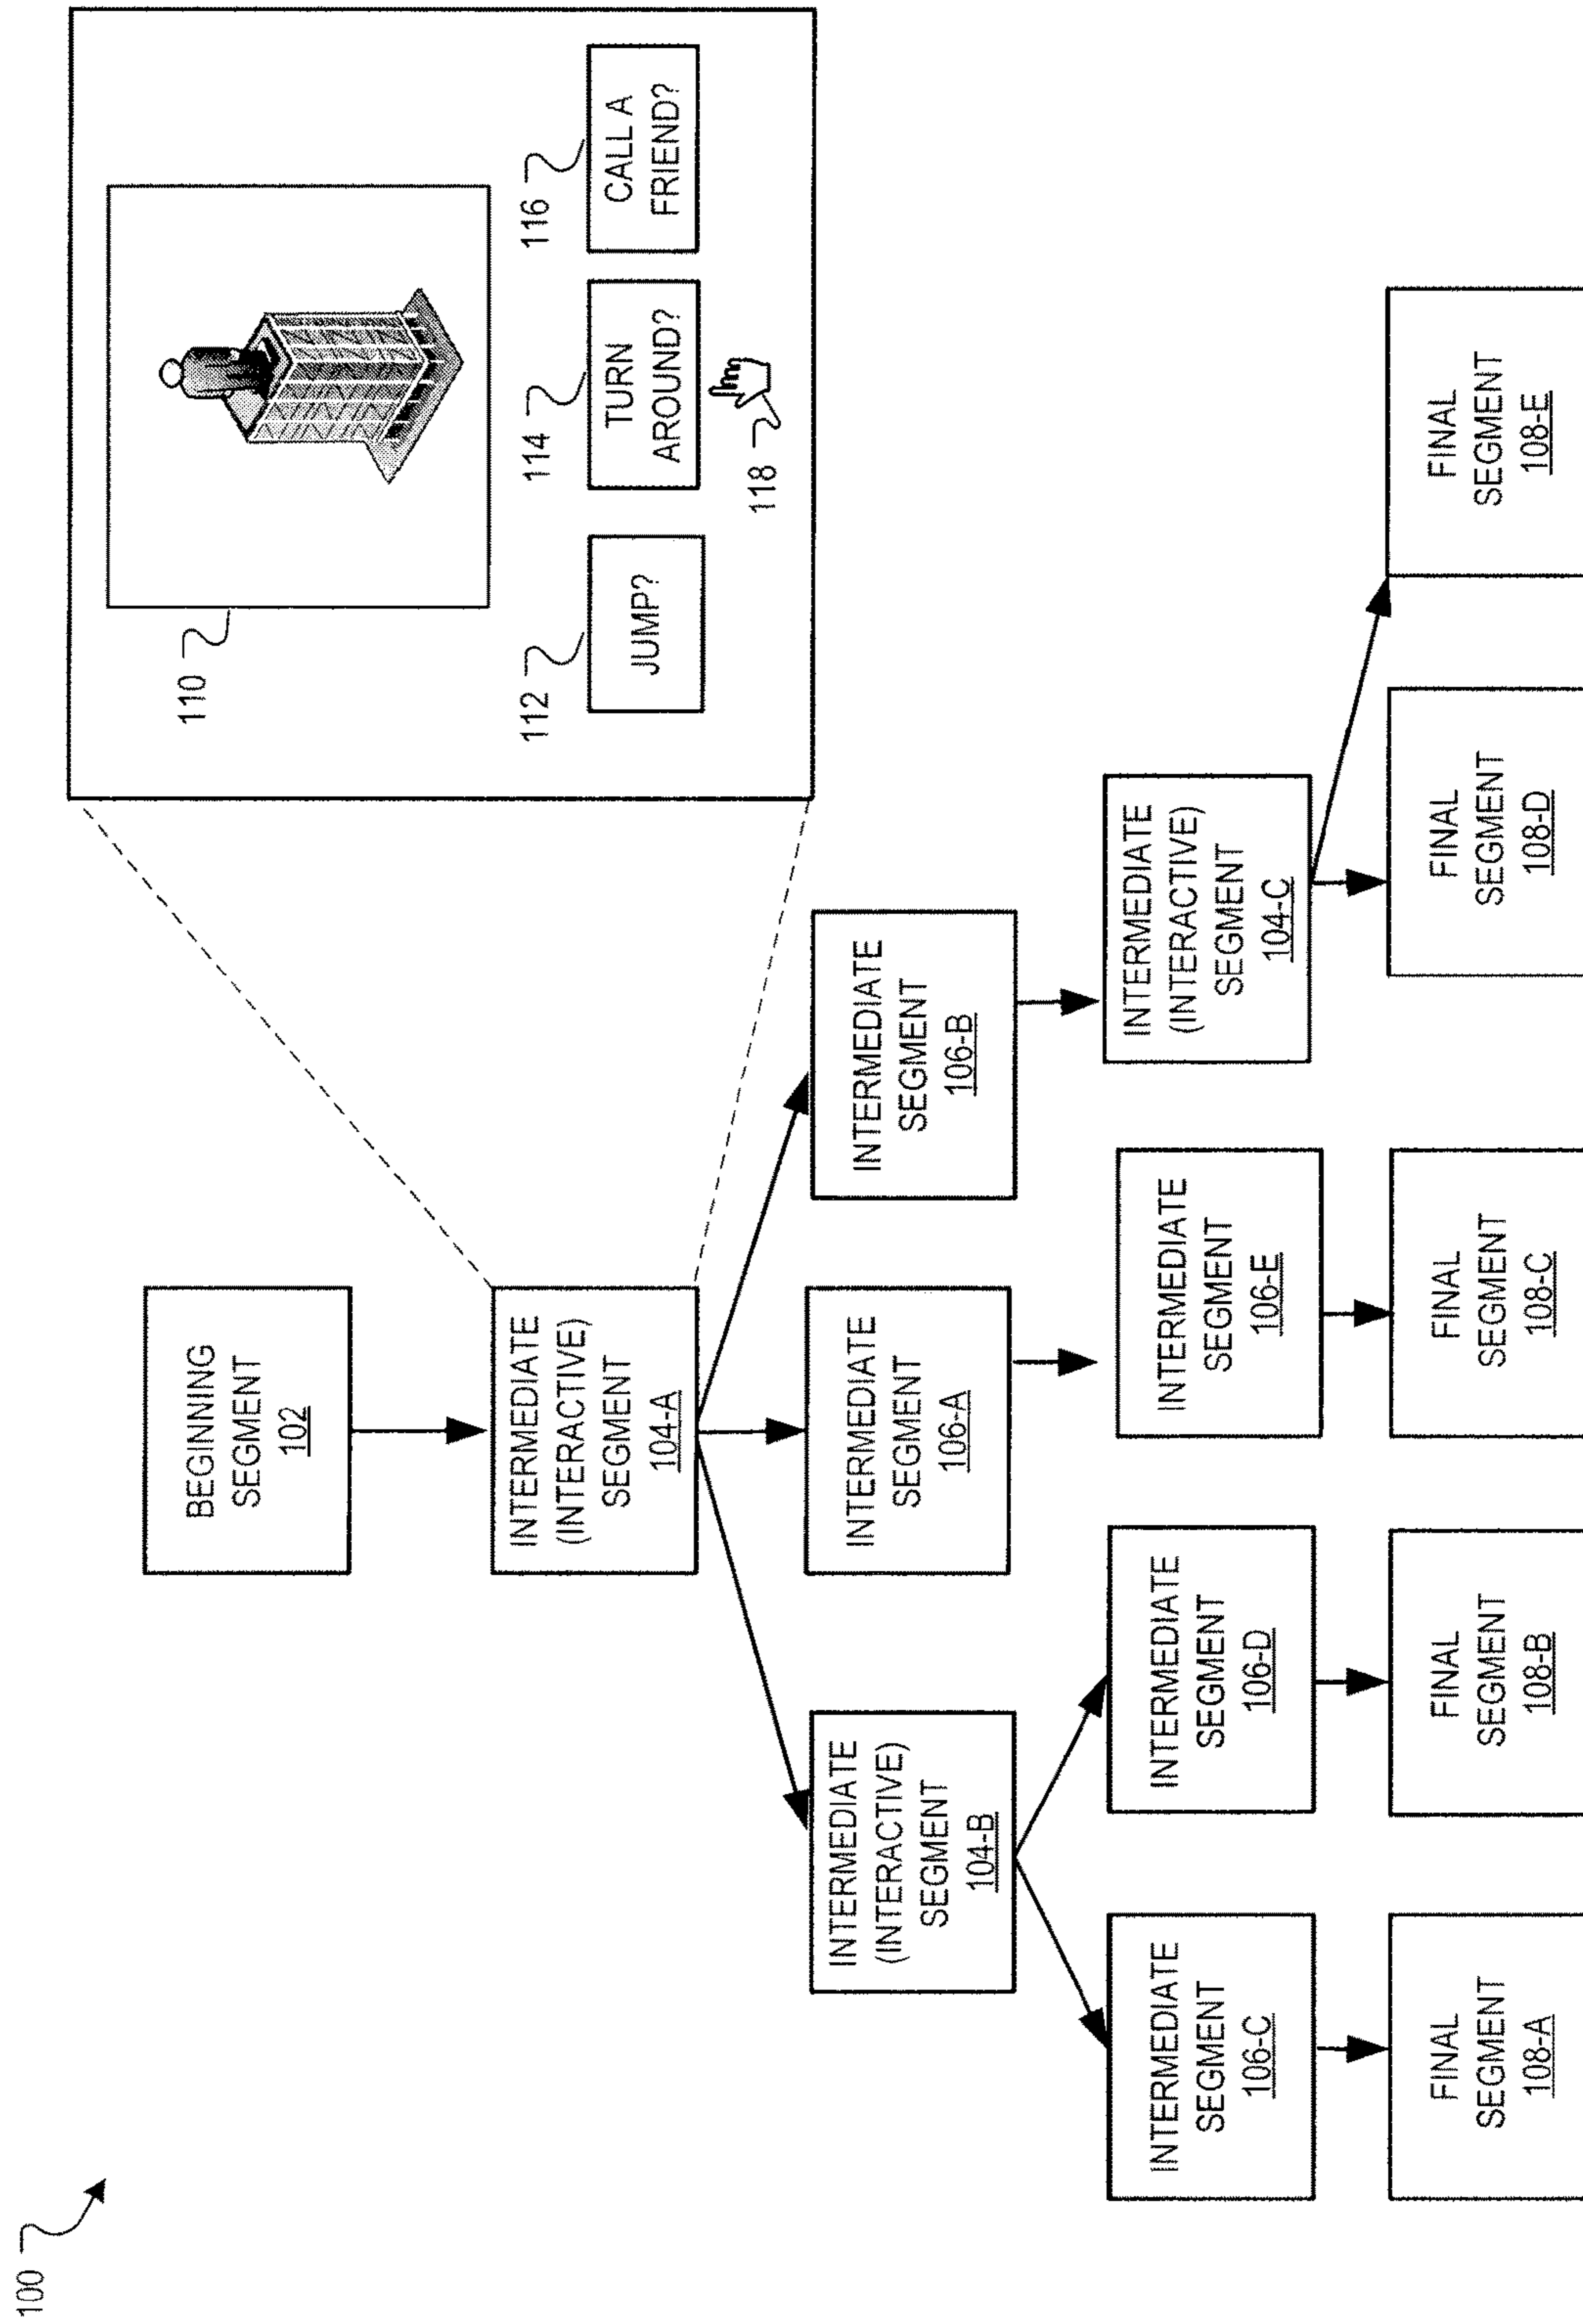 100
BEGINNING
SEGMENT
102
INTERMEDIATE
(INTERACTIVE)
SEGMENT
104-A
110
112
JUMP?
114
TURN
AROUND?
116
CALL A
FRIEND?
118
INTERMEDIATE
(INTERACTIVE)
SEGMENT
104-B
INTERMEDIATE
SEGMENT
106-A
INTERMEDIATE
SEGMENT
106-B
INTERMEDIATE
SEGMENT
106-C
INTERMEDIATE
SEGMENT
106-D
INTERMEDIATE
SEGMENT
106-E
INTERMEDIATE
(INTERACTIVE)
SEGMENT
104-C
FINAL
SEGMENT
108-A
FINAL
SEGMENT
108-B
FINAL
SEGMENT
108-C
FINAL
SEGMENT
108-D
FINAL
SEGMENT
108-E